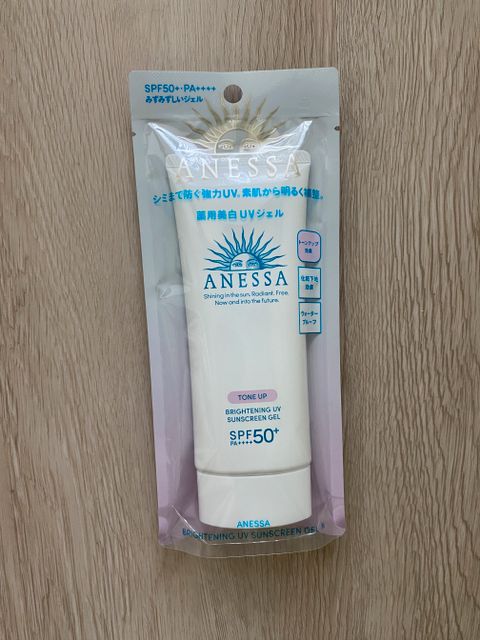 SPF50+・PA++++
みずみずしいジェル
ANESSA
シミまで防ぐ強力UV。素肌から明るく補整。
薬用美白UVジェル
トーンアップ
効果
ANESSA
化粧下地
効果
Shining in the sun. Radiant. Free.
Now and into the future.
ウォーター
プルーフ
TONE UP
BRIGHTENING UV
SUNSCREEN GEL
SPF50+
PA++++
ANESSA
BRIGHTENING UV SUNSCREEN GEL